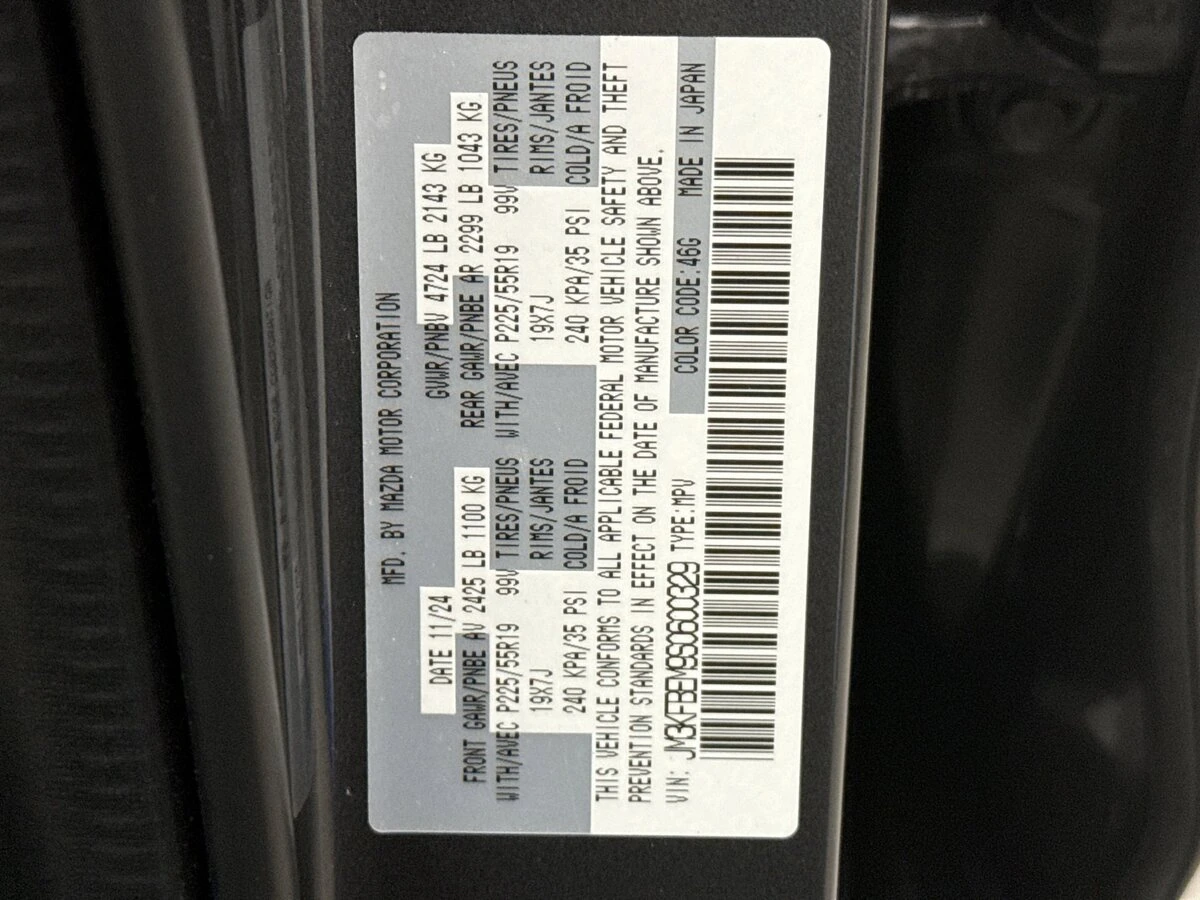 MFD. BY MAZDA MOTOR CORPORATION
DATE 11/24 GVWR/PNBV 4724 LB 2143 KG
FRONT GAWR/PNBE AV 2425 LB 1100 KG REAR GAWR/PNBE AR 2299 LB 1043 KG
WITH/AVEC P225/55R19 99V TIRES/PNEUS WITH/AVEC P225/55R19 99V TIRES/PNEUS
19X7J RIMS/JANTES 19X7J RIMS/JANTES
240 KPA/35 PSI COLD/A FROID 240 KPA/35 PSI COLD/A FROID
THIS VEHICLE CONFORMS TO ALL APPLICABLE FEDERAL MOTOR VEHICLE SAFETY AND THEFT
PREVENTION STANDARDS IN EFFECT ON THE DATE OF MANUFACTURE SHOWN ABOVE.
VIN: JM3KFBEM9S0600329 TYPE:MPV COLOR CODE:46G MADE IN JAPAN